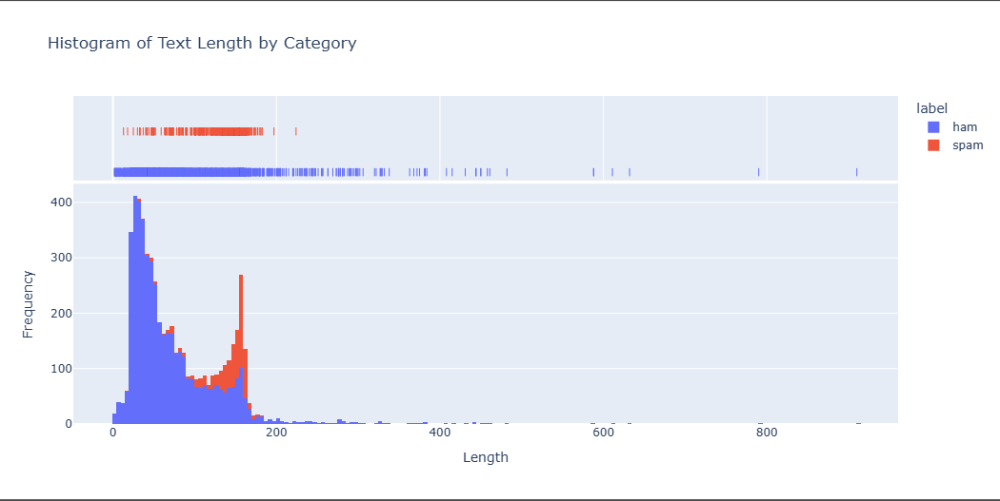 Histogram of Text Length by Category
label
ham
spam
400
300
200
100
0
Frequency
0 200 400 600 800
Length